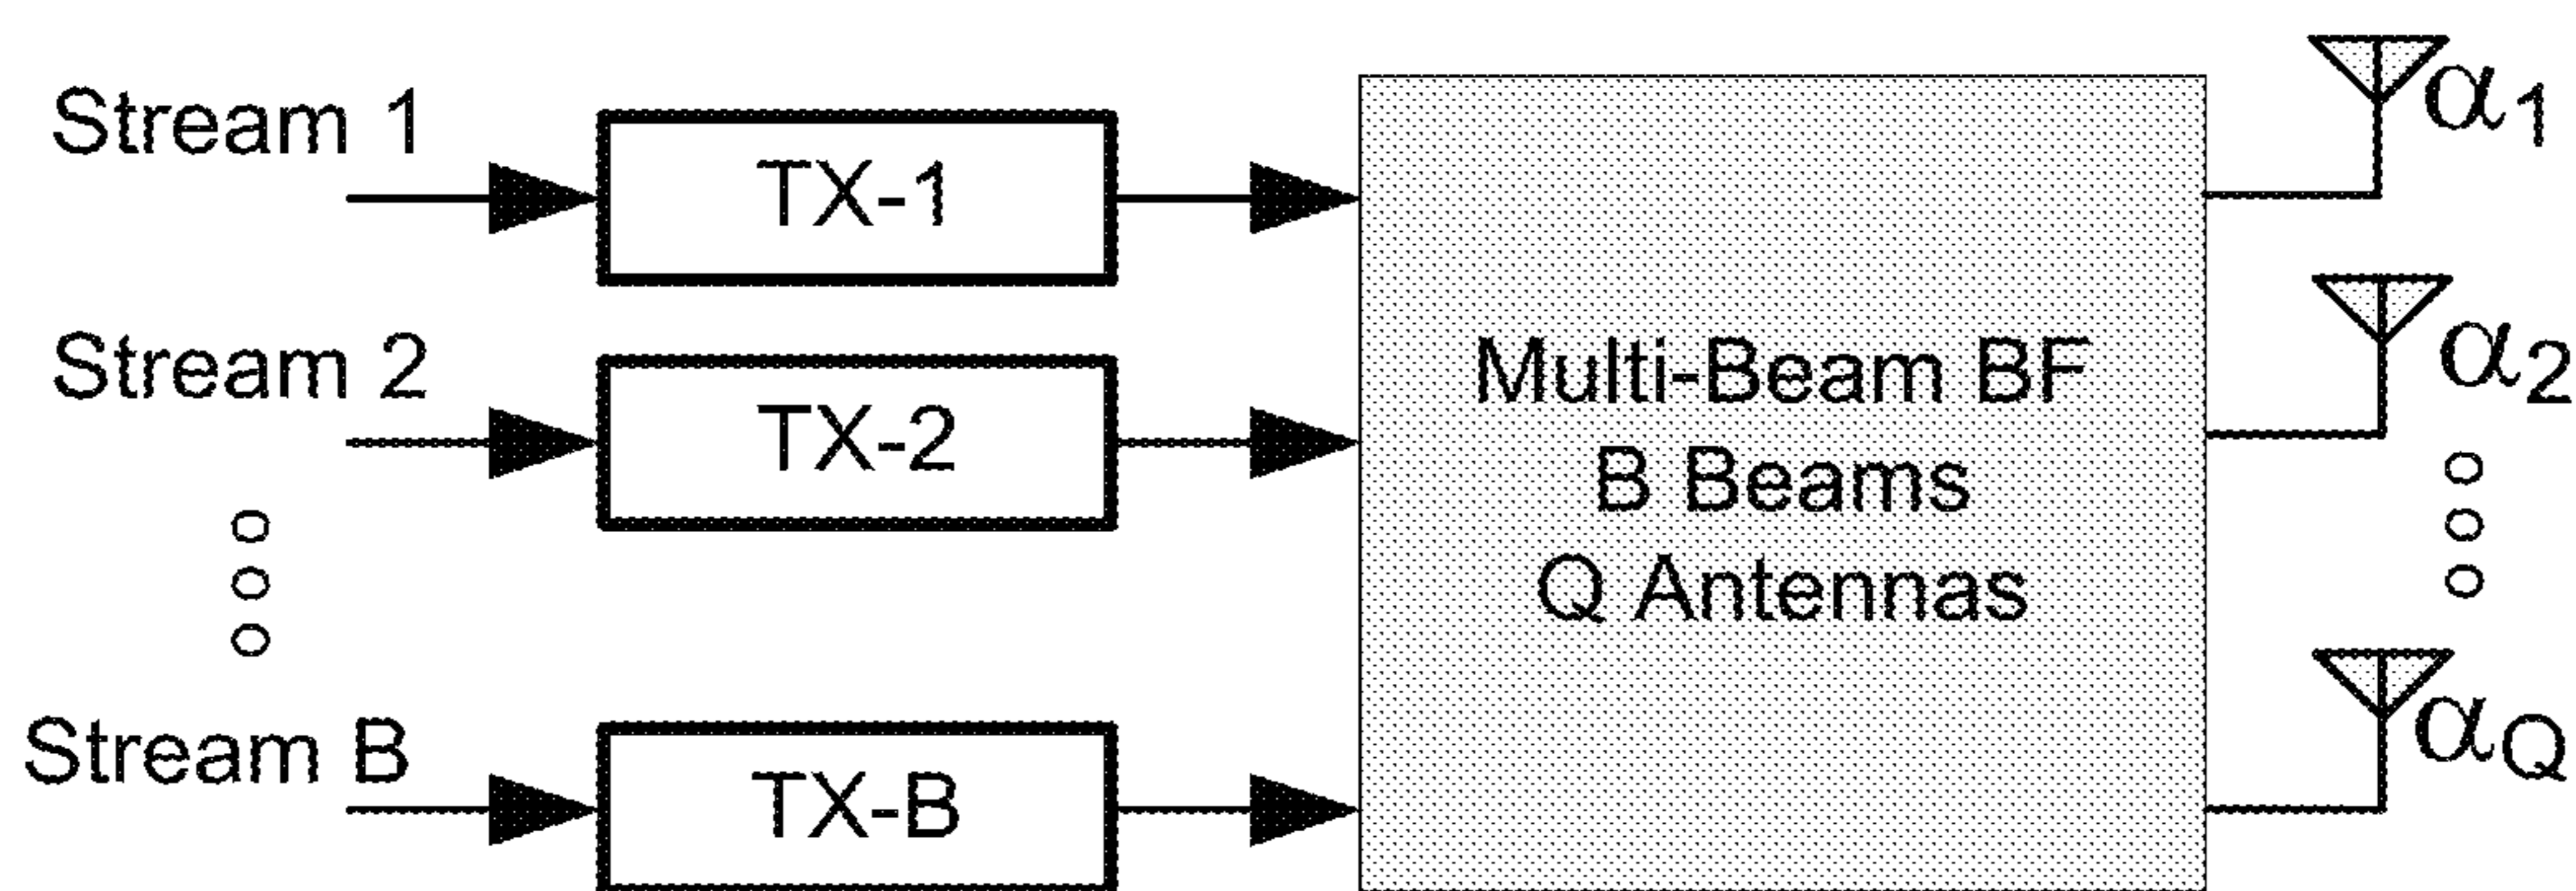 Stream 1
TX-1
α1
Stream 2
TX-2
α2
Multi-Beam BF
B Beams
Q Antennas
Stream B
TX-B
αQ